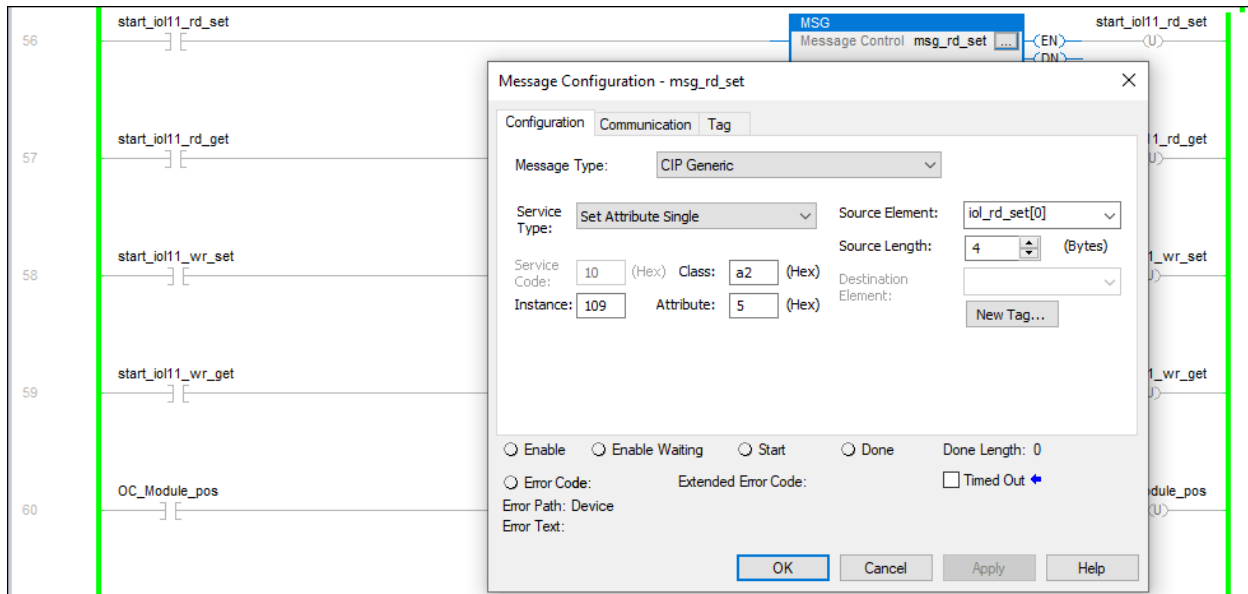 start_iol11_rd_set
MSG
start_iol11_rd_set
56
Message Control msg_rd_set ...
EN
U
DN
Message Configuration - msg_rd_set
Configuration Communication Tag
start_iol11_rd_get
1_rd_get
57
U
Message Type: CIP Generic
Service Type: Set Attribute Single
Source Element: iol_rd_set[0]
Source Length: 4 (Bytes)
start_iol11_wr_set
1_wr_set
58
Service Code: 10 (Hex) Class: a2 (Hex)
Destination Element:
Instance: 109 Attribute: 5 (Hex)
New Tag...
start_iol11_wr_get
1_wr_get
59
Enable Enable Waiting Start Done Done Length: 0
Error Code: Extended Error Code: Timed Out
OC_Module_pos
dule_pos
60
U
Error Path: Device
Error Text:
OK Cancel Apply Help